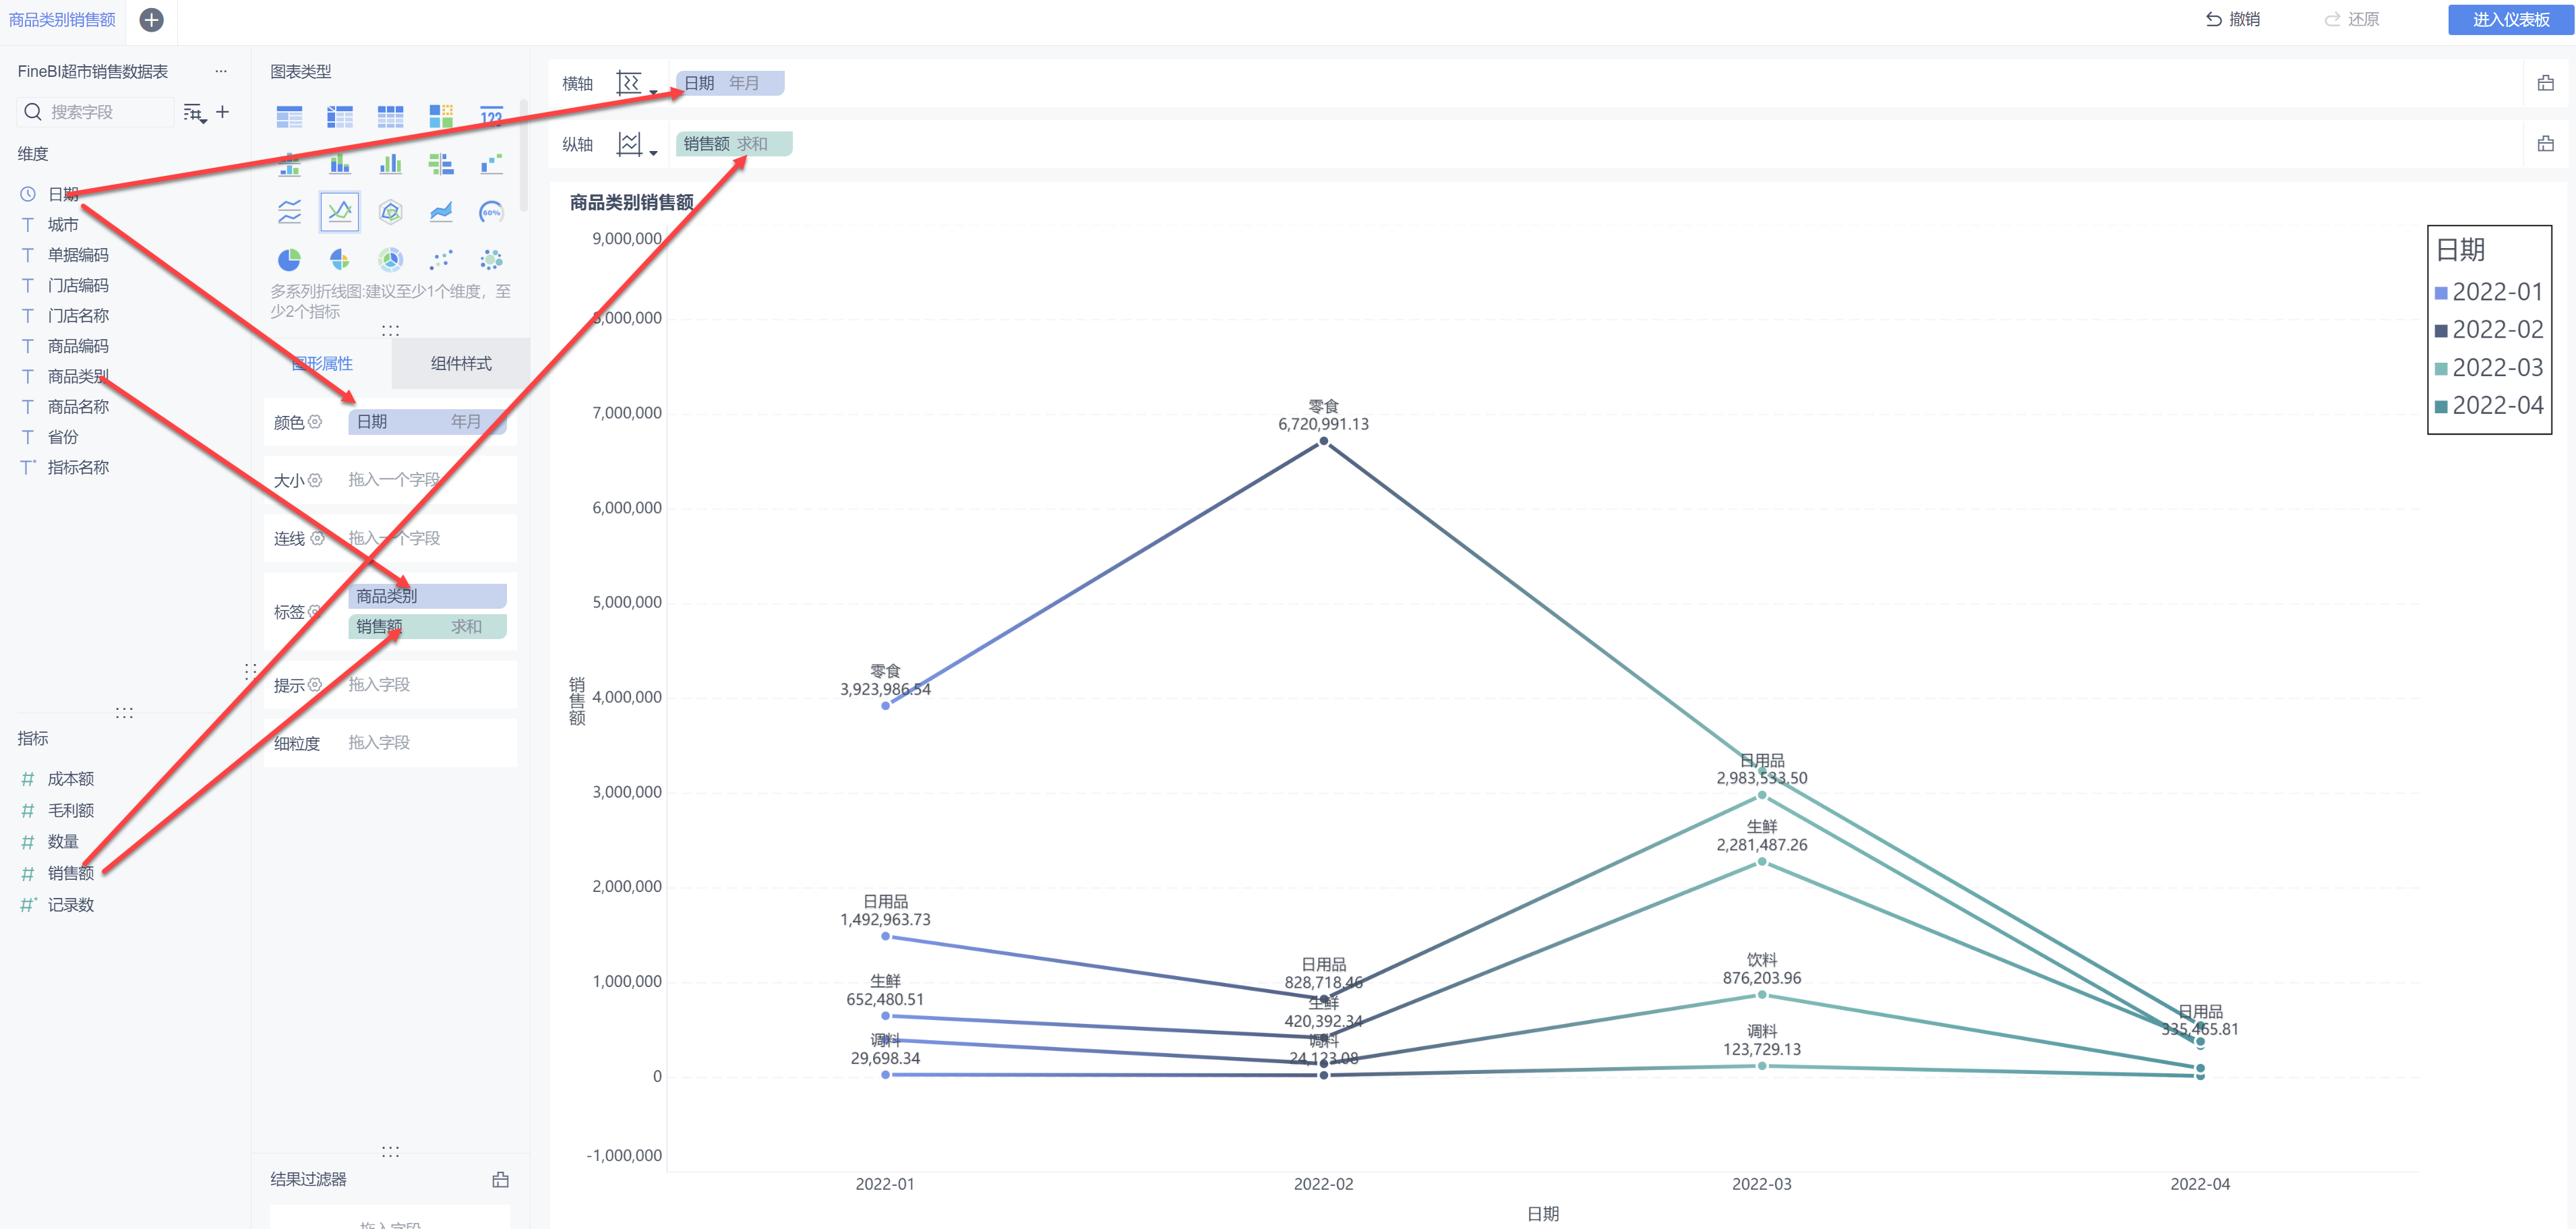 商品类别销售额
撤销
还原
进入仪表板
FineBI超市销售数据表
...
搜索字段
维度
日期
城市
单据编码
门店编码
门店名称
商品编码
商品类别
商品名称
省份
指标名称
指标
成本额
毛利额
数量
销售额
记录数
图表类型
123
60%
多系列折线图:建议至少1个维度，至
少2个指标
图形属性
组件样式
颜色
日期 年月
大小
拖入一个字段
连线
拖入一个字段
标签
商品类别
销售额 求和
提示
拖入字段
细粒度
拖入字段
结果过滤器
拖入字段
横轴
日期 年月
纵轴
销售额 求和
商品类别销售额
9,000,000
8,000,000
7,000,000
6,000,000
5,000,000
4,000,000
3,000,000
2,000,000
1,000,000
0
-1,000,000
销售额
零食
3,923,986.54
日用品
1,492,963.73
生鲜
652,480.51
调料
29,698.34
零食
6,720,991.13
日用品
828,718.46
生鲜
420,392.34
调料
24,123.08
日用品
2,983,533.50
生鲜
2,281,487.26
饮料
876,203.96
调料
123,729.13
日用品
335,465.81
2022-01
2022-02
2022-03
2022-04
日期
日期
2022-01
2022-02
2022-03
2022-04